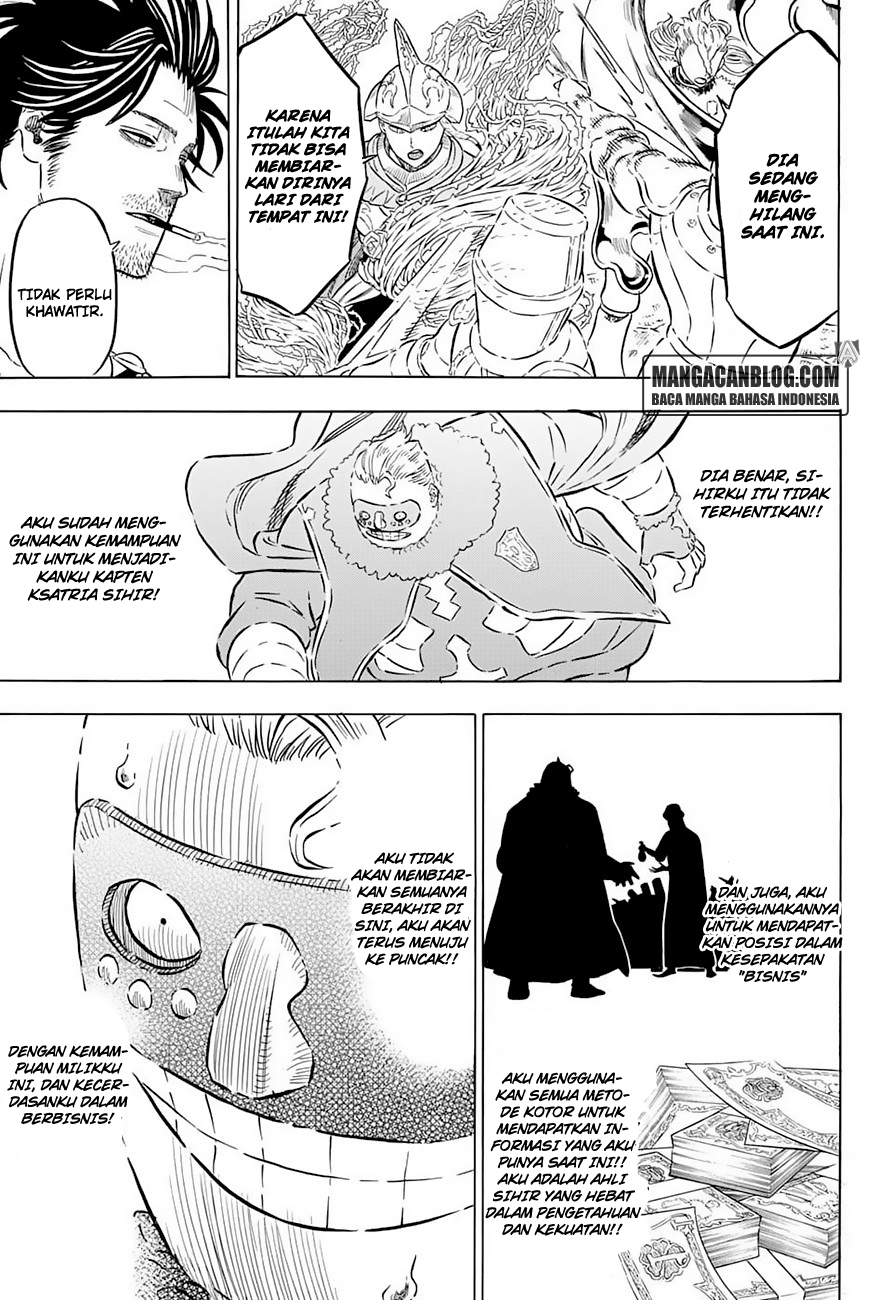 DIA
SEDANG
MENG-
HILANG
SAAT INI.
KARENA
ITULAH KITA
TIDAK BISA
MEMBIAR-
KAN DIRINYA
LARI DARI
TEMPAT INI!
TIDAK PERLU
KHAWATIR.
MANGACANBLOG.COM
BACA MANGA BAHASA INDONESIA
DIA BENAR, SI-
HIRKU ITU TIDAK
TERHENTIKAN!!
AKU SUDAH MENG-
GUNAKAN KEMAMPUAN
INI UNTUK MENJADI-
KANKU KAPTEN
KSATRIA SIHIR!
DAN JUGA, AKU
MENGGUNAKANNYA
UNTUK MENDAPAT-
KAN POSISI DALAM
KESEPAKATAN
"BISNIS"
AKU MENGGUNA-
KAN SEMUA METO-
DE KOTOR UNTUK
MENDAPATKAN IN-
FORMASI YANG AKU
PUNYA SAAT INI!!
AKU ADALAH AHLI
SIHIR YANG HEBAT
DALAM PENGETAHUAN
DAN KEKUATAN!!
AKU TIDAK
AKAN MEMBIAR-
KAN SEMUANYA
BERAKHIR DI
SINI, AKU AKAN
TERUS MENUJU
KE PUNCAK!!
DENGAN KEMAM-
PUAN MILIKKU
INI, DAN KECER-
DASANKU DALAM
BERBISNIS!